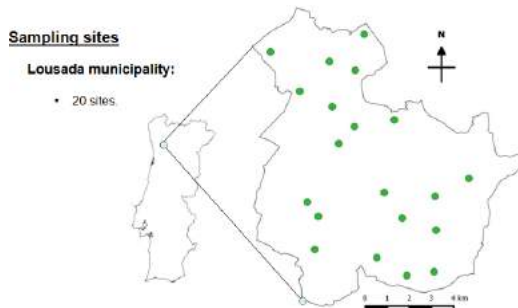 Sampling sites
Lousada municipality:
• 20 sites.
N
0 1 2 3 4 km